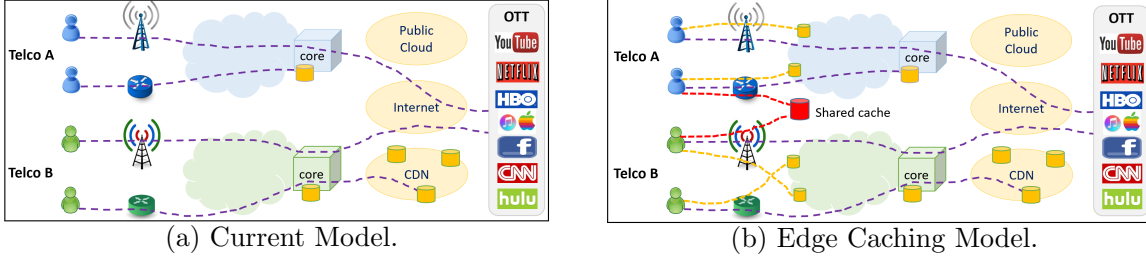 Telco A
core
Public
Cloud
Internet
Telco B
core
CDN
OTT
YouTube
NETFLIX
HBO
f
CNN
hulu
(a) Current Model.
Telco A
core
Public
Cloud
Shared cache
Internet
Telco B
core
CDN
OTT
YouTube
NETFLIX
HBO
f
CNN
hulu
(b) Edge Caching Model.